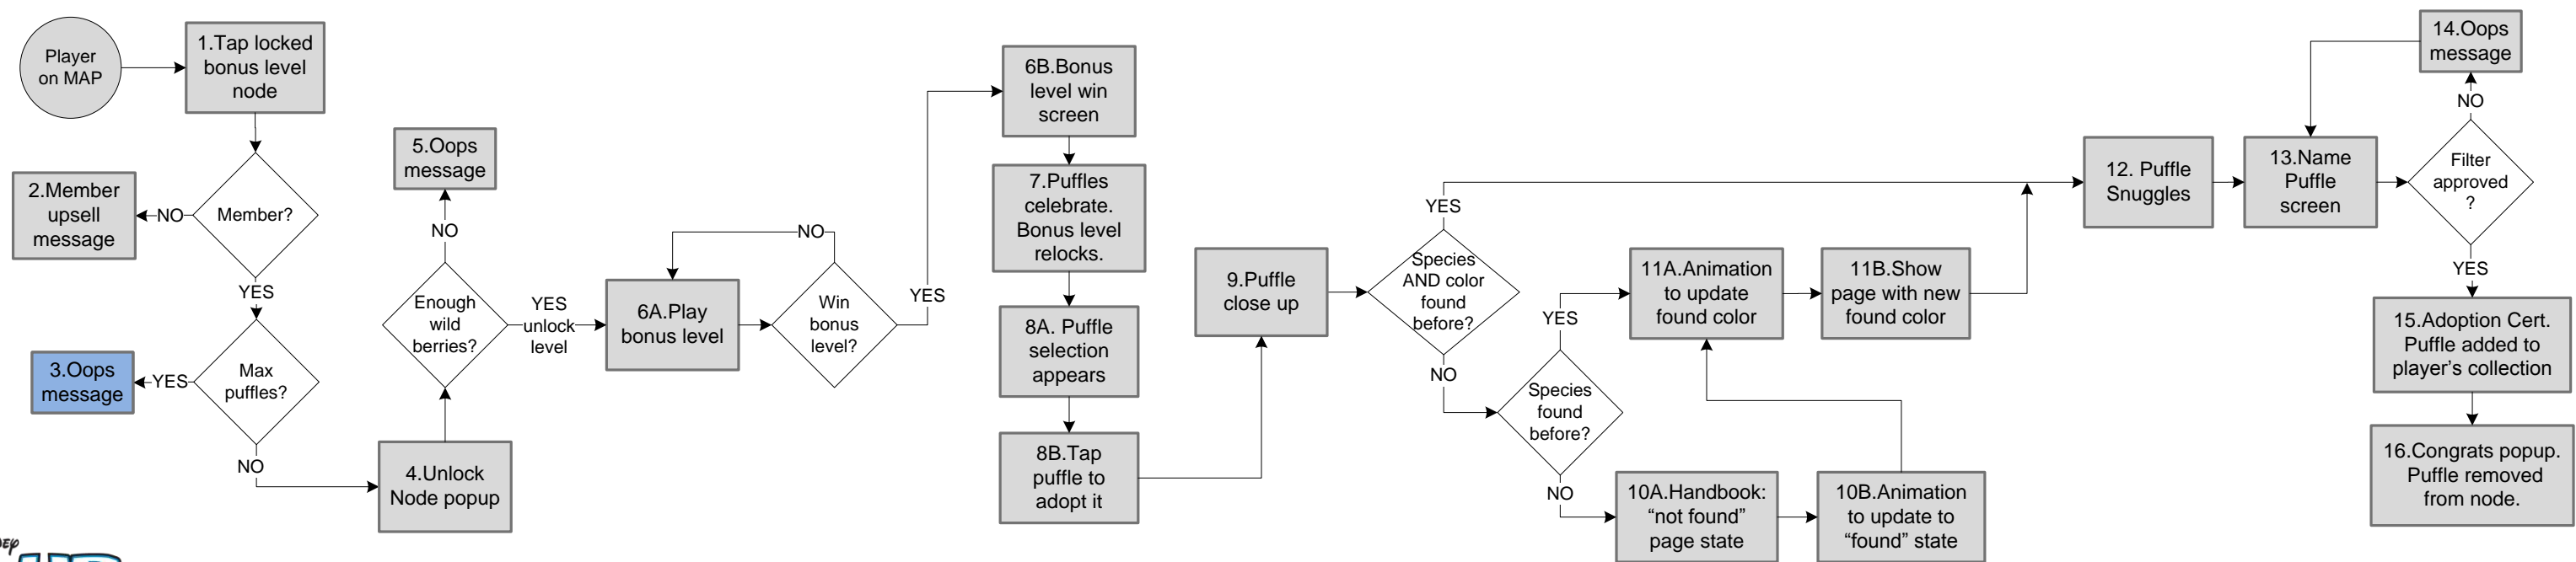 Player
on MAP
1.Tap locked
bonus level
node
Member?
NO
2.Member
upsell
message
YES
Max
puffles?
YES
3.Oops
message
NO
4.Unlock
Node popup
Enough
wild
berries?
NO
5.Oops
message
YES
unlock
level
6A.Play
bonus level
Win
bonus
level?
NO
YES
6B.Bonus
level win
screen
7.Puffles
celebrate.
Bonus level
relocks.
8A. Puffle
selection
appears
8B.Tap
puffle to
adopt it
9.Puffle
close up
Species
AND color
found
before?
YES
NO
Species
found
before?
YES
NO
10A.Handbook:
“not found”
page state
10B.Animation
to update to
“found” state
11A.Animation
to update
found color
11B.Show
page with new
found color
12. Puffle
Snuggles
13.Name
Puffle
screen
Filter
approved
?
NO
14.Oops
message
YES
15.Adoption Cert.
Puffle added to
player’s collection
16.Congrats popup.
Puffle removed
from node.